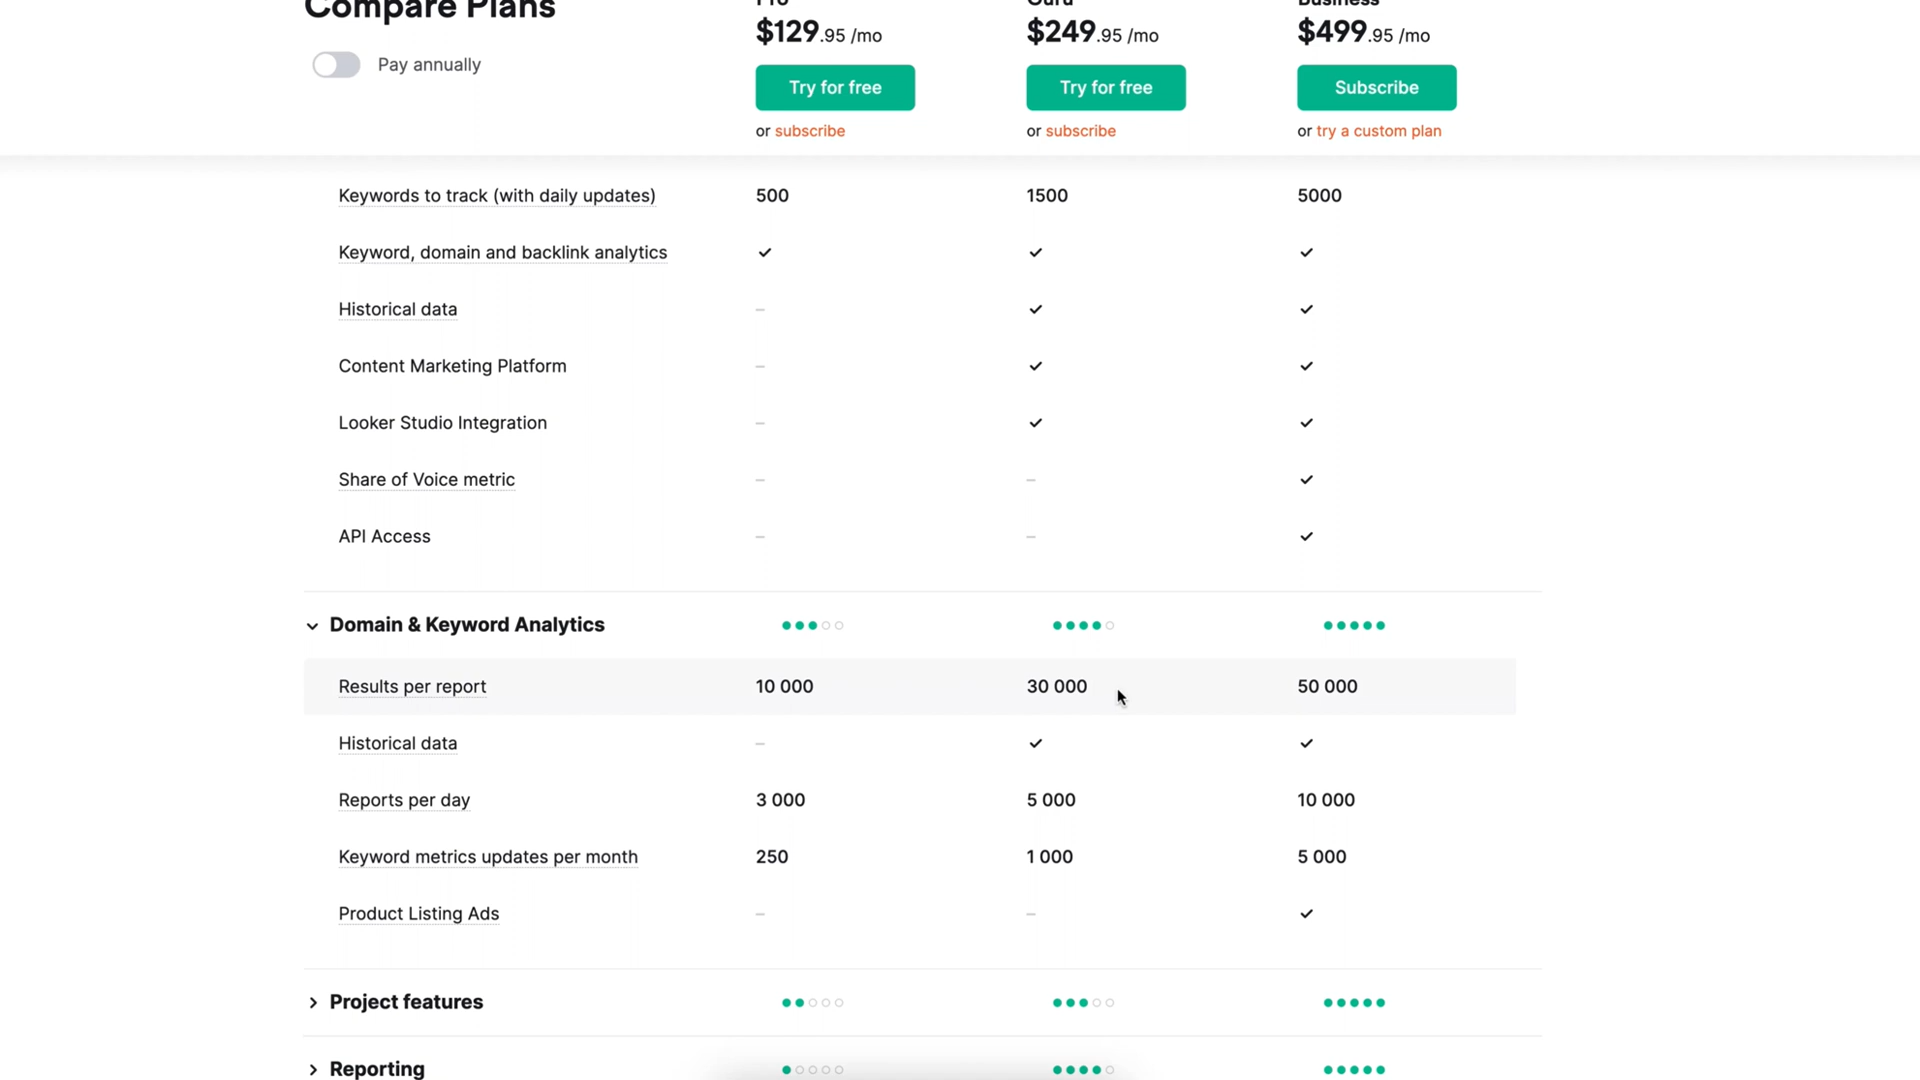 Compare Plans
Pro Guru Business
$129.95 /mo $249.95 /mo $499.95 /mo
Pay annually
Try for free Try for free Subscribe
or subscribe or subscribe or try a custom plan
Keywords to track (with daily updates) 500 1500 5000
Keyword, domain and backlink analytics ✓ ✓ ✓
Historical data – ✓ ✓
Content Marketing Platform – ✓ ✓
Looker Studio Integration – ✓ ✓
Share of Voice metric – – ✓
API Access – – ✓
Domain & Keyword Analytics
Results per report 10 000 30 000 50 000
Historical data – ✓ ✓
Reports per day 3 000 5 000 10 000
Keyword metrics updates per month 250 1 000 5 000
Product Listing Ads – – ✓
Project features
Reporting